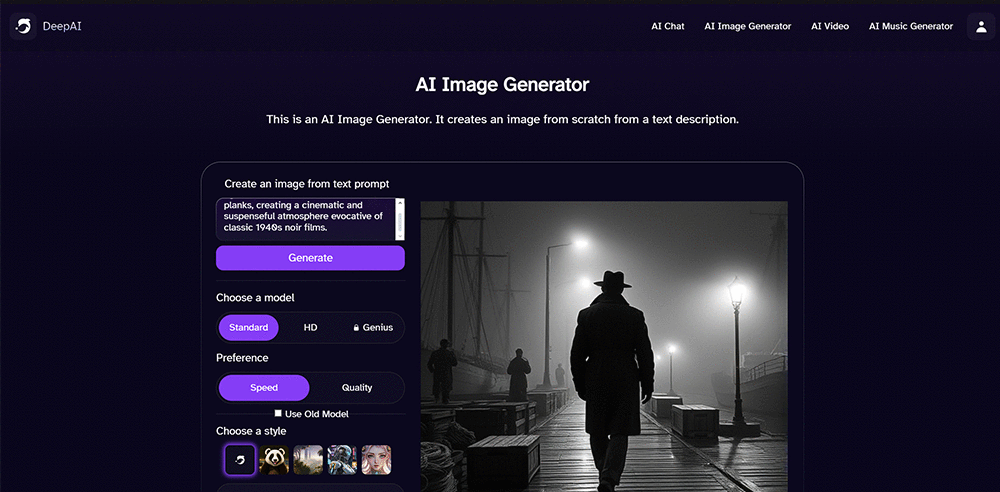 DeepAI
AI Chat
AI Image Generator
AI Video
AI Music Generator
AI Image Generator
This is an AI Image Generator. It creates an image from scratch from a text description.
Create an image from text prompt
planks, creating a cinematic and
suspenseful atmosphere evocative of
classic 1940s noir films.
Generate
Choose a model
Standard
HD
Genius
Preference
Speed
Quality
Use Old Model
Choose a style